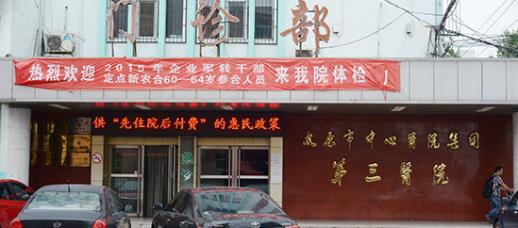 门诊部
热烈欢迎 2015年企业军转干部
定点新农合60—64岁参合人员 来我院体检！
供“先住院后付费”的惠民政策
太原市中心医院集团
第三医院